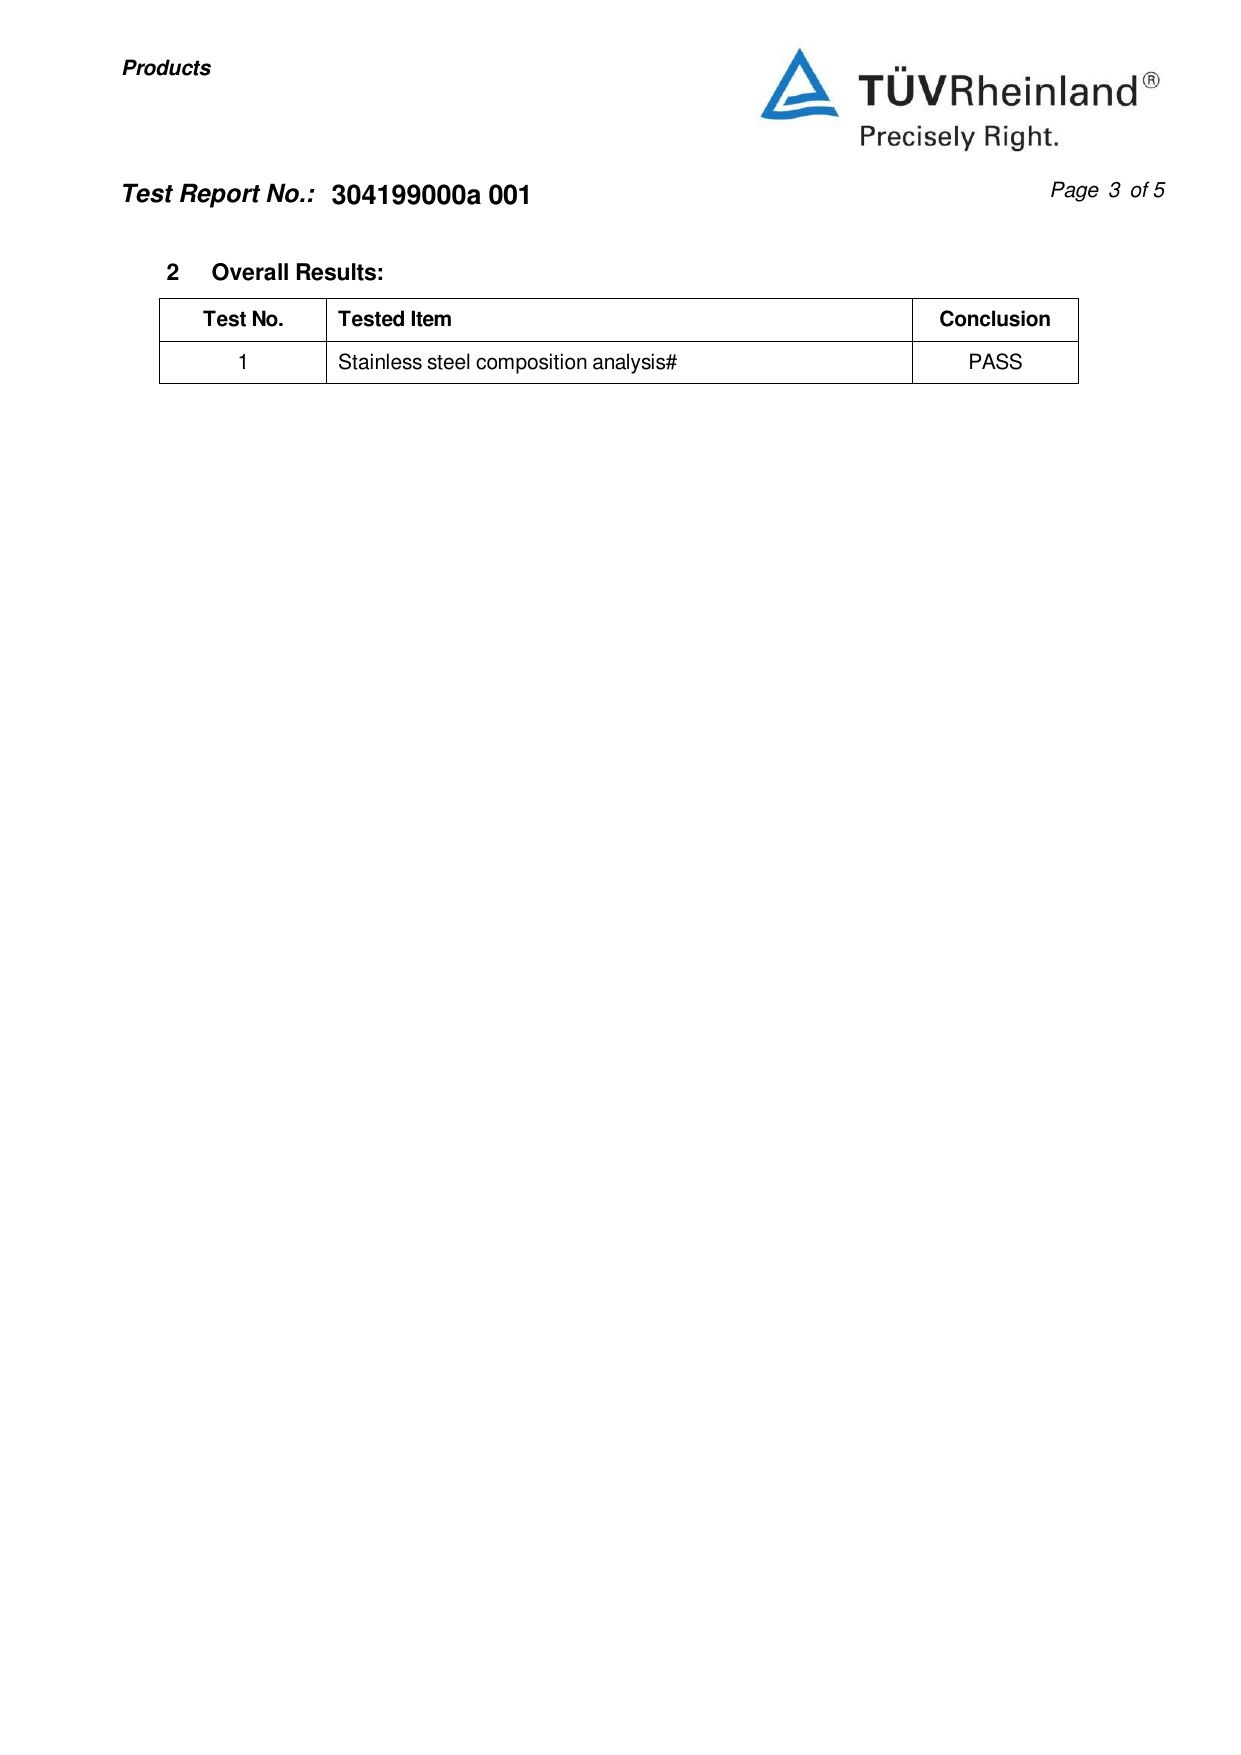 Products
TÜVRheinland®
Precisely Right.
Test Report No.: 304199000a 001
Page 3 of 5
2 Overall Results:
Test No. Tested Item Conclusion
1 Stainless steel composition analysis# PASS